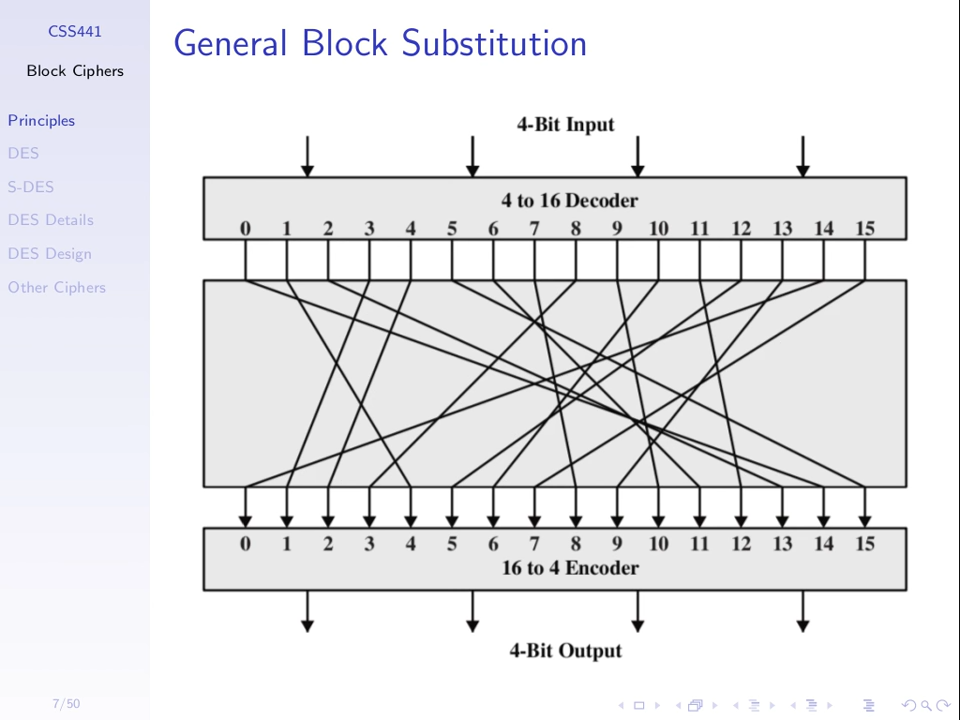 CSS441
Block Ciphers
Principles
DES
S-DES
DES Details
DES Design
Other Ciphers
7/50
General Block Substitution
4-Bit Input
4 to 16 Decoder
0 1 2 3 4 5 6 7 8 9 10 11 12 13 14 15
0 1 2 3 4 5 6 7 8 9 10 11 12 13 14 15
16 to 4 Encoder
4-Bit Output